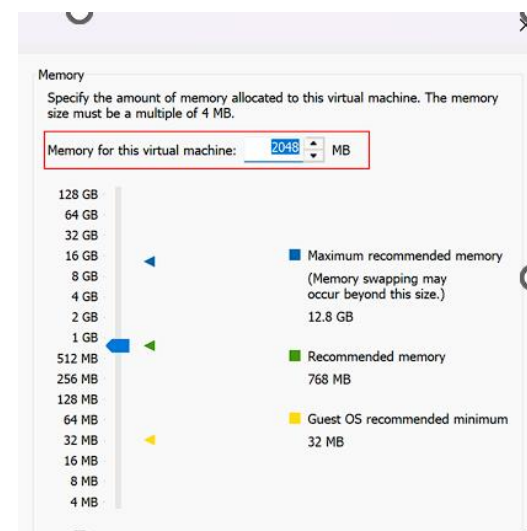 Memory
Specify the amount of memory allocated to this virtual machine. The memory
size must be a multiple of 4 MB.
Memory for this virtual machine: 2048 MB
128 GB
64 GB
32 GB
16 GB
8 GB
4 GB
2 GB
1 GB
512 MB
256 MB
128 MB
64 MB
32 MB
16 MB
8 MB
4 MB
Maximum recommended memory
(Memory swapping may
occur beyond this size.)
12.8 GB
Recommended memory
768 MB
Guest OS recommended minimum
32 MB